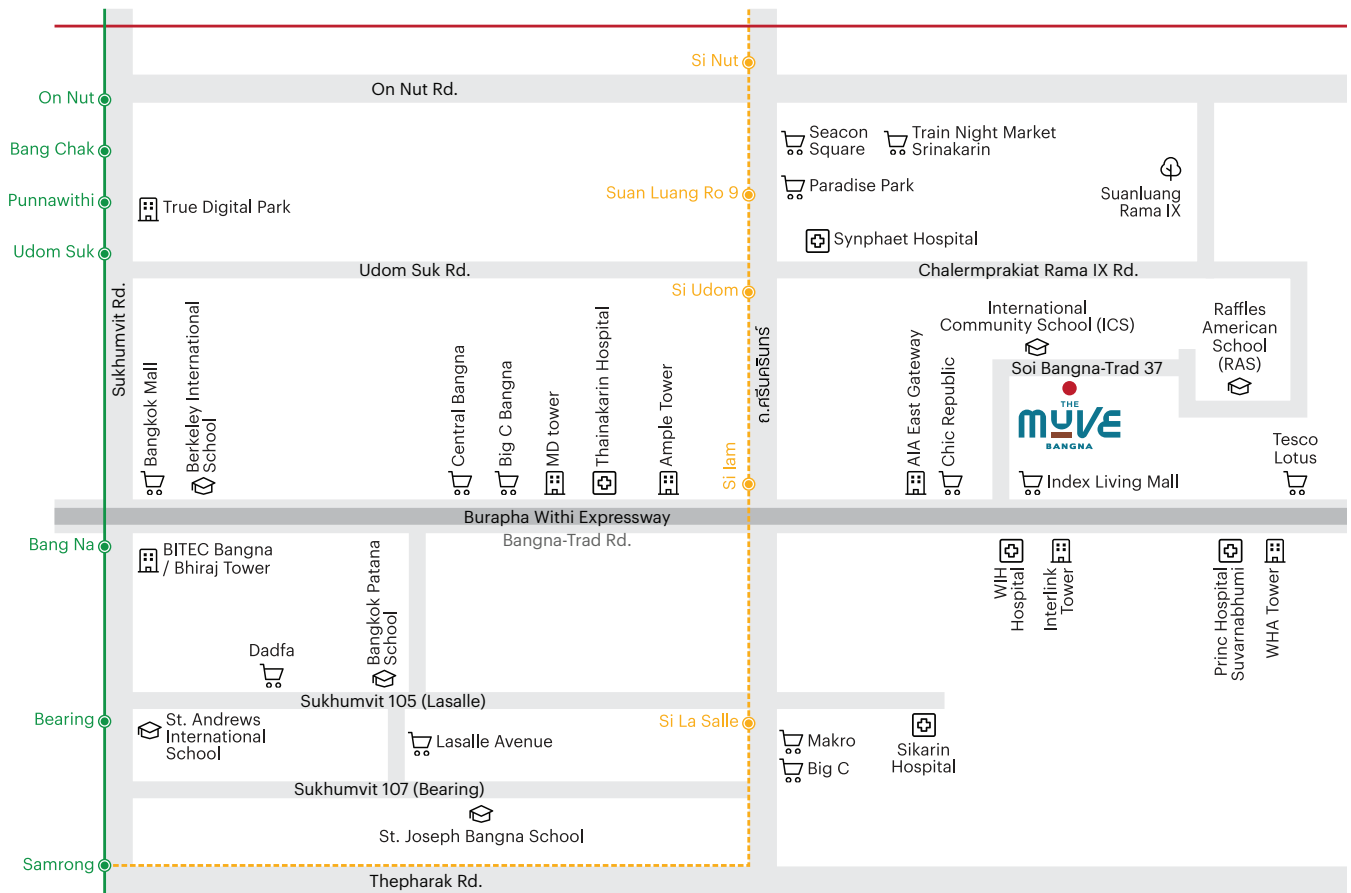 Si Nut
On Nut Rd.
On Nut
Bang Chak
Punnawithi
Udom Suk
True Digital Park
Suan Luang Ro 9
Seacon
Square
Train Night Market
Srinakarin
Paradise Park
Suanluang
Rama IX
Synphaet Hospital
Udom Suk Rd.
Chalermprakiat Rama IX Rd.
Si Udom
Sukhumvit Rd.
Bangkok Mall
Berkeley International
School
Central Bangna
Big C Bangna
MD tower
Thainakarin Hospital
Ample Tower
Si Iam
ถ.ศรีนครินทร์
AIA East Gateway
Chic Republic
International
Community School (ICS)
Soi Bangna-Trad 37
Raffles
American
School
(RAS)
THE
MUVE
BANGNA
Index Living Mall
Tesco
Lotus
Burapha Withi Expressway
Bangna-Trad Rd.
Bang Na
BITEC Bangna
/ Bhiraj Tower
Dadfa
Bangkok Patana
School
WIH
Hospital
Interlink
Tower
Princ Hospital
Suvarnabhumi
WHA Tower
Sukhumvit 105 (Lasalle)
Bearing
St. Andrews
International
School
Lasalle Avenue
Si La Salle
Makro
Big C
Sikarin
Hospital
Sukhumvit 107 (Bearing)
St. Joseph Bangna School
Samrong
Thepharak Rd.